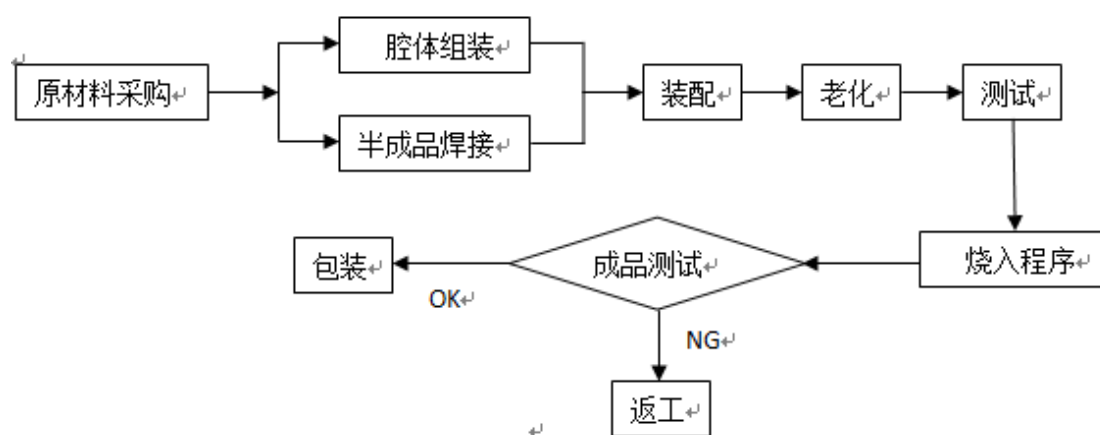 腔体组装
原材料采购
装配
老化
测试
半成品焊接
包装
成品测试
烧入程序
OK
NG
返工